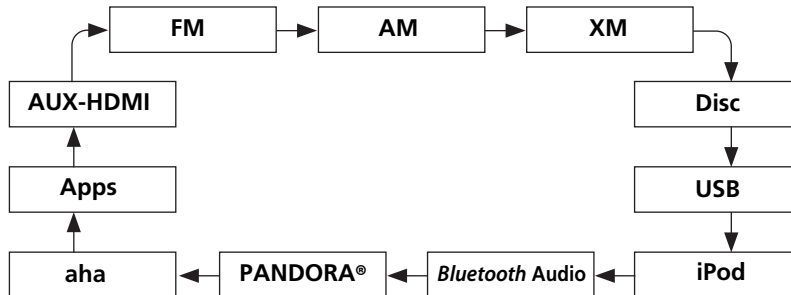 FM
AM
XM
AUX-HDMI
Disc
Apps
USB
aha
PANDORA®
Bluetooth Audio
iPod